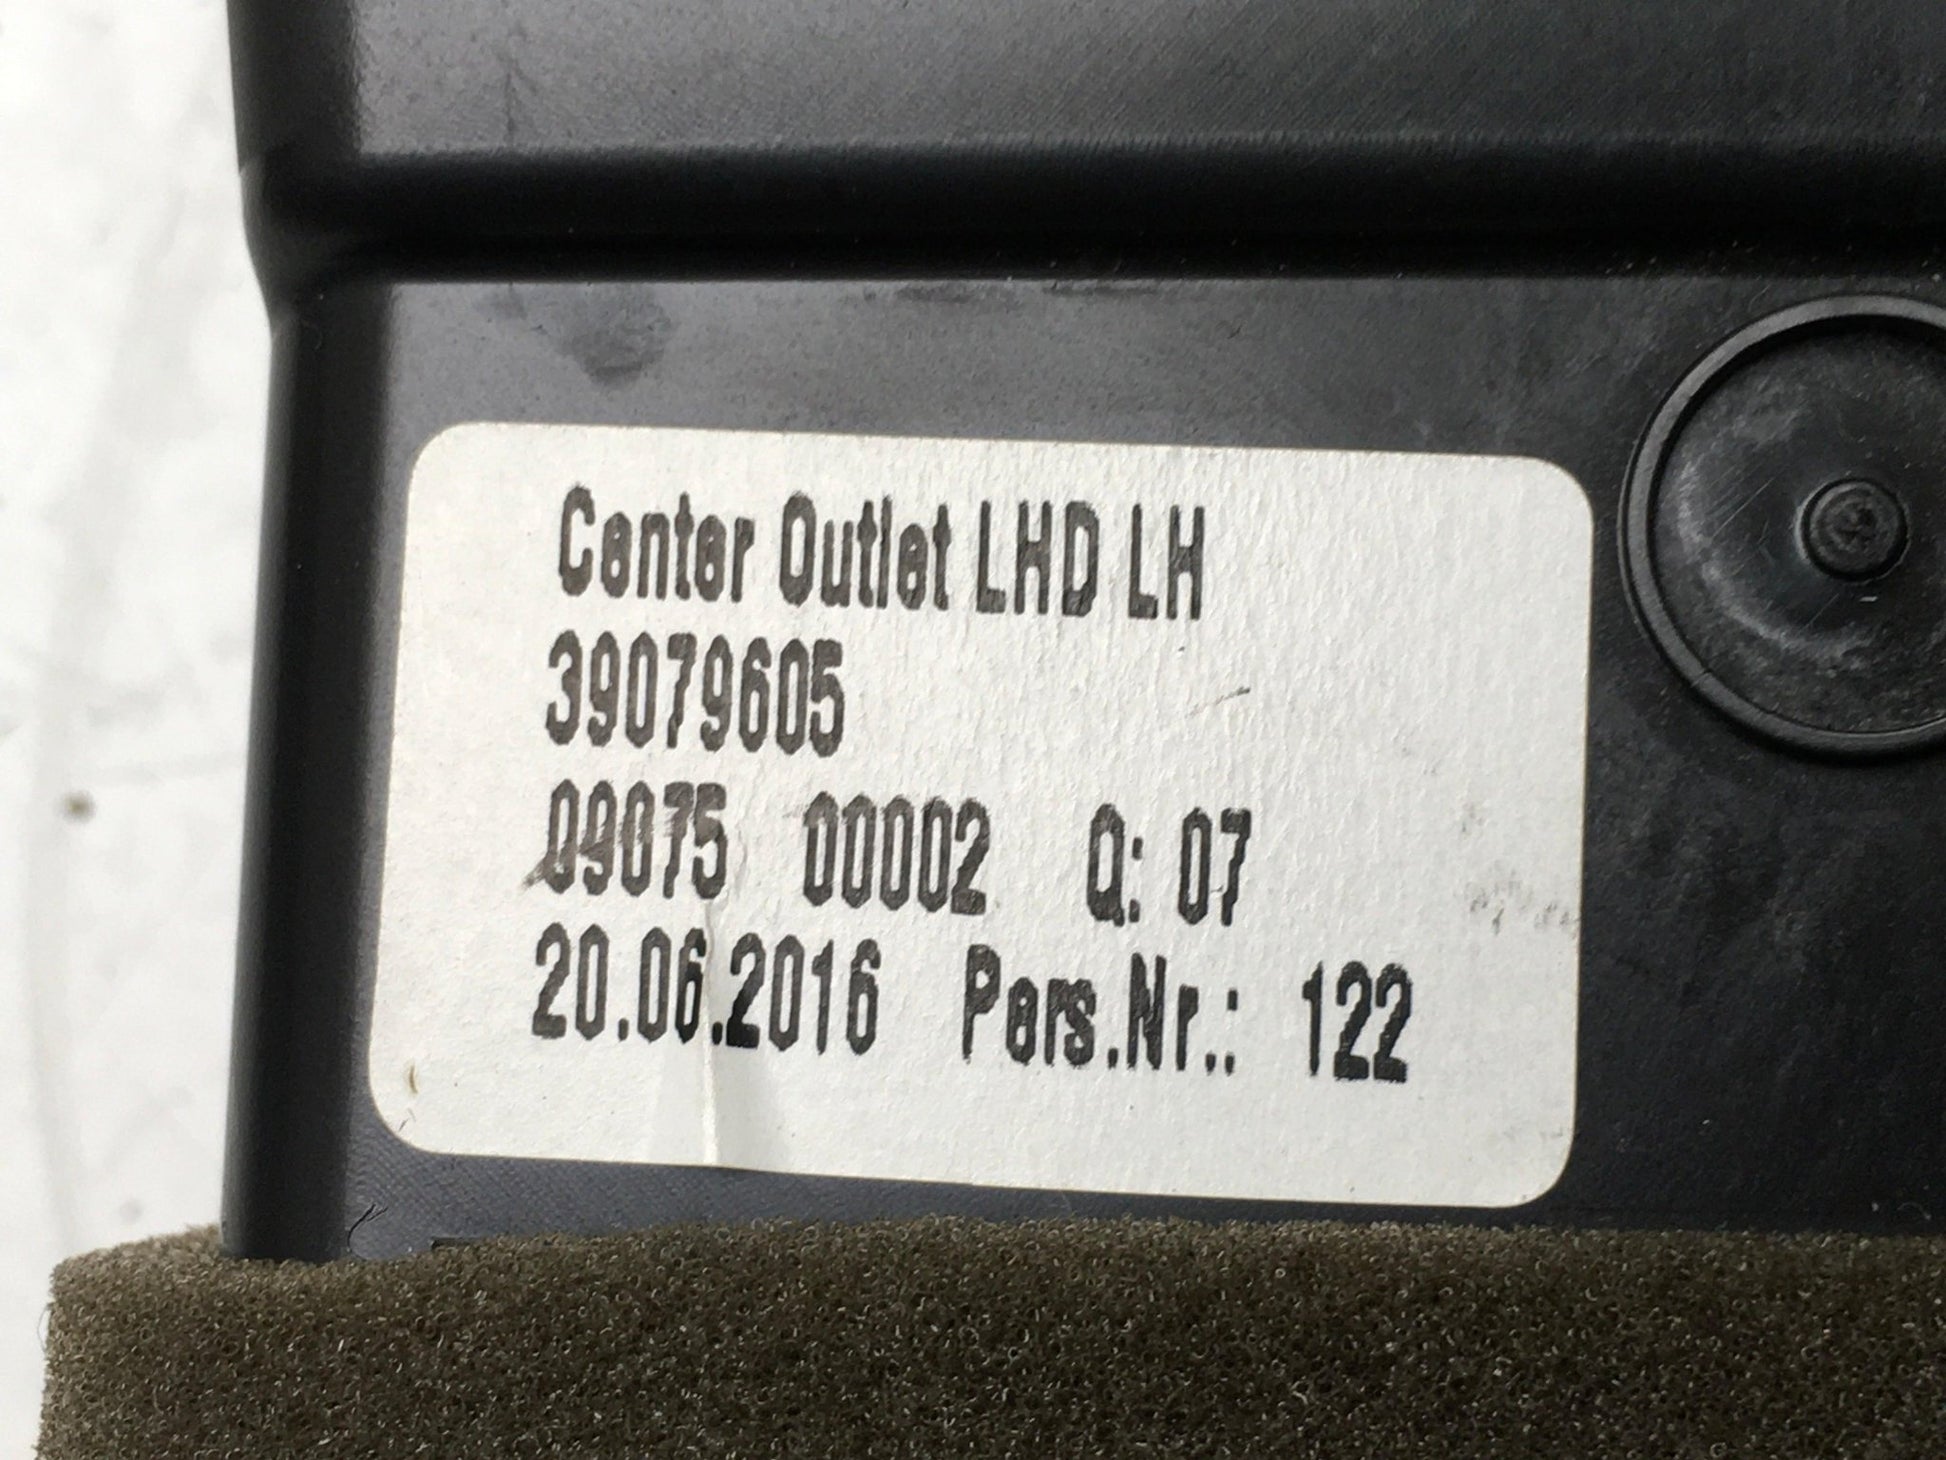 Center Outlet LHD LH
39079605
09075 00002 Q: 07
20.06.2016 Pers.Nr.: 122